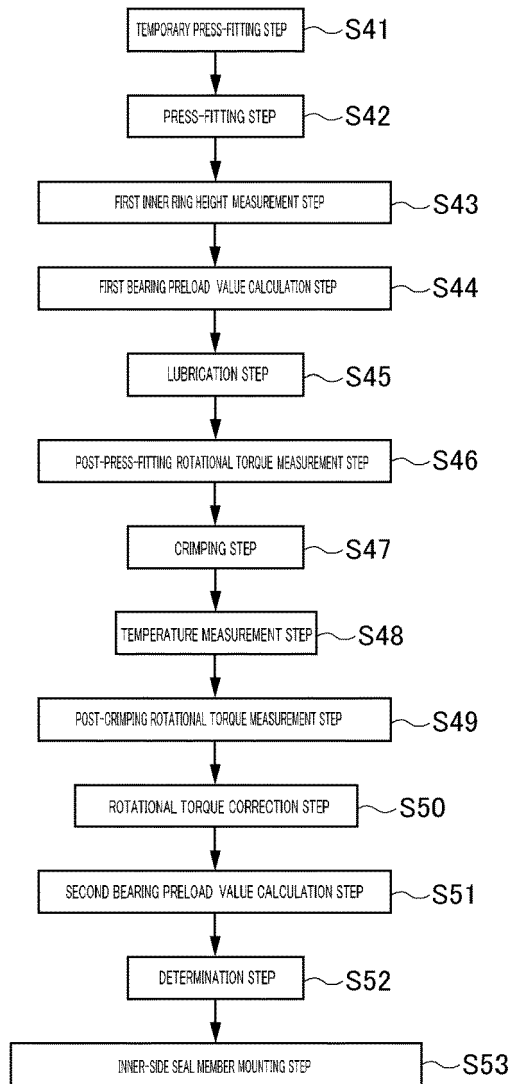 TEMPORARY PRESS-FITTING STEP S41
PRESS-FITTING STEP S42
FIRST INNER RING HEIGHT MEASUREMENT STEP S43
FIRST BEARING PRELOAD VALUE CALCULATION STEP S44
LUBRICATION STEP S45
POST-PRESS-FITTING ROTATIONAL TORQUE MEASUREMENT STEP S46
CRIMPING STEP S47
TEMPERATURE MEASUREMENT STEP S48
POST-CRIMPING ROTATIONAL TORQUE MEASUREMENT STEP S49
ROTATIONAL TORQUE CORRECTION STEP S50
SECOND BEARING PRELOAD VALUE CALCULATION STEP S51
DETERMINATION STEP S52
INNER-SIDE SEAL MEMBER MOUNTING STEP S53